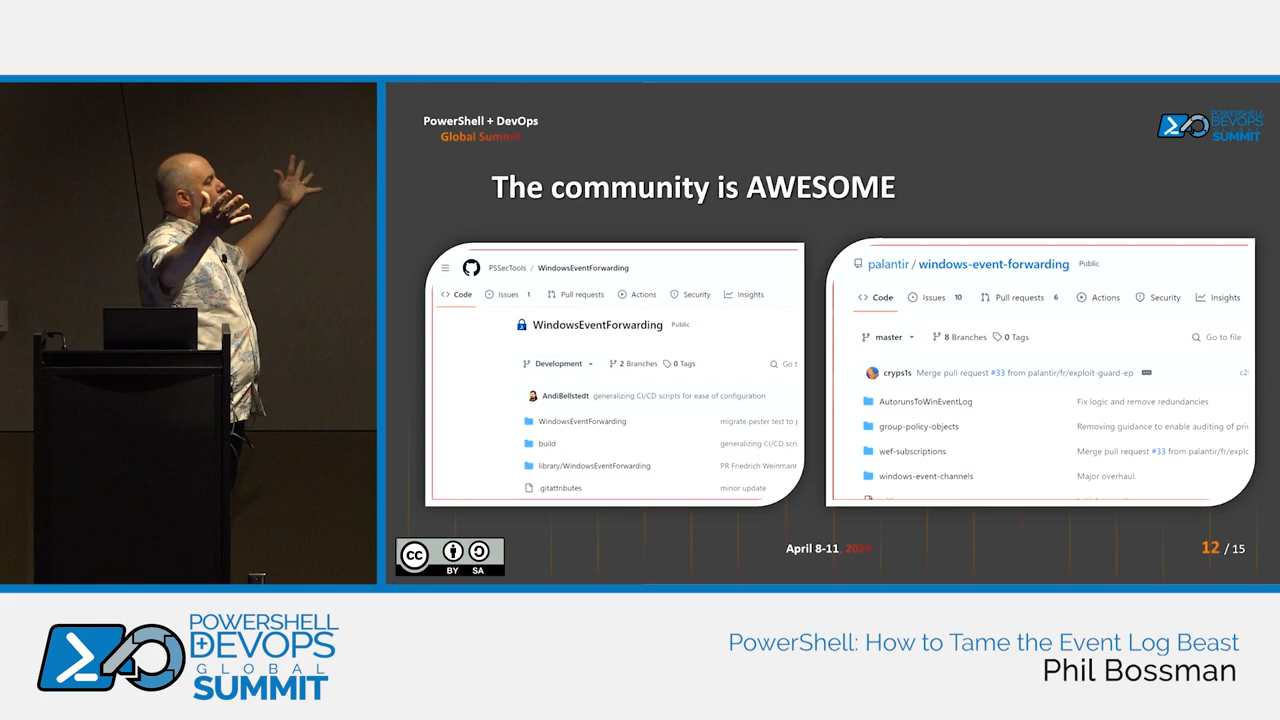 PowerShell + DevOps
Global Summit
POWERSHELL
DEVOPS
SUMMIT
The community is AWESOME
PSSecTools / WindowsEventForwarding
Code Issues 1 Pull requests Actions Security Insights
WindowsEventForwarding Public
Development 2 Branches 0 Tags Go t
AndiBellstedt generalizing CI/CD scripts for ease of configuration
WindowsEventForwarding migrate pester test to p
build generalizing CI/CD scri
library/WindowsEventForwarding PR Friedrich Weinmann
.gitattributes minor update
palantir / windows-event-forwarding Public
Code Issues 10 Pull requests 6 Actions Security Insights
master 8 Branches 0 Tags Go to file
cryps1s Merge pull request #33 from palantir/fr/exploit-guard-ep c2
AutorunsToWinEventLog Fix logic and remove redundancies
group-policy-objects Removing guidance to enable auditing of priv
wef-subscriptions Merge pull request #33 from palantir/fr/explo
windows-event-channels Major overhaul.
cc BY SA
April 8-11, 2024
12 / 15
POWERSHELL
+DEVOPS
GLOBAL
SUMMIT
PowerShell: How to Tame the Event Log Beast
Phil Bossman